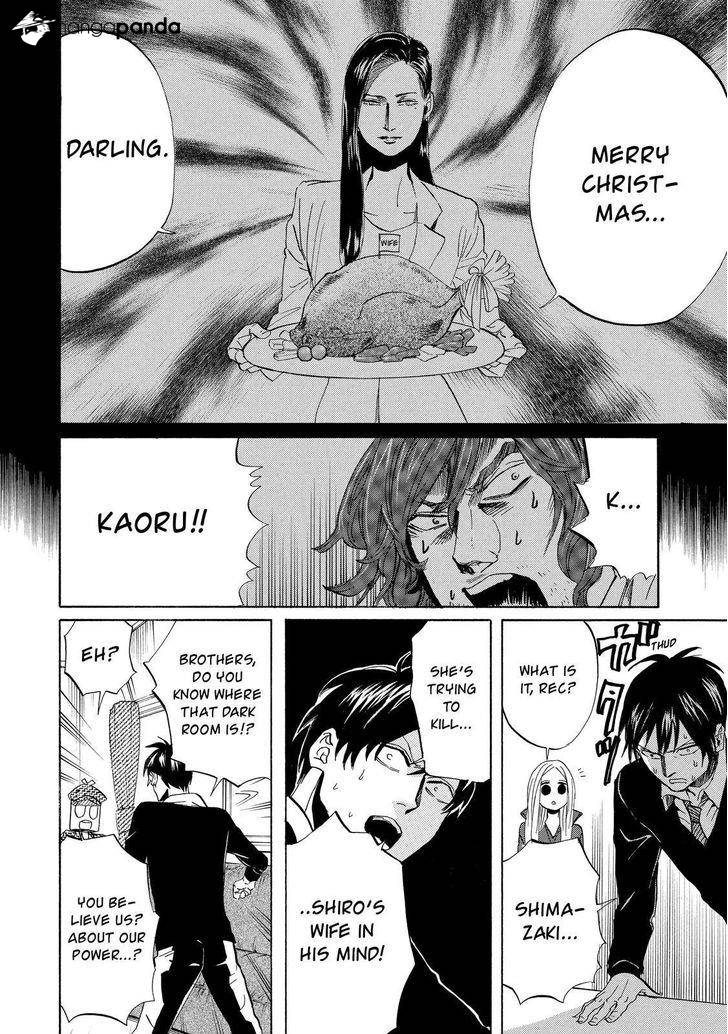 mangapanda
MERRY
CHRIST-
MAS...
DARLING.
WIFE
K...
KAORU!!
THUD
ガタ
WHAT IS
IT, REC?
SHIMA-
ZAKI...
SHE'S
TRYING
TO
KILL...
..SHIRO'S
WIFE IN
HIS MIND!
BROTHERS,
DO YOU
KNOW WHERE
THAT DARK
ROOM IS!?
EH?
YOU BE-
LIEVE US?
ABOUT OUR
POWER...?